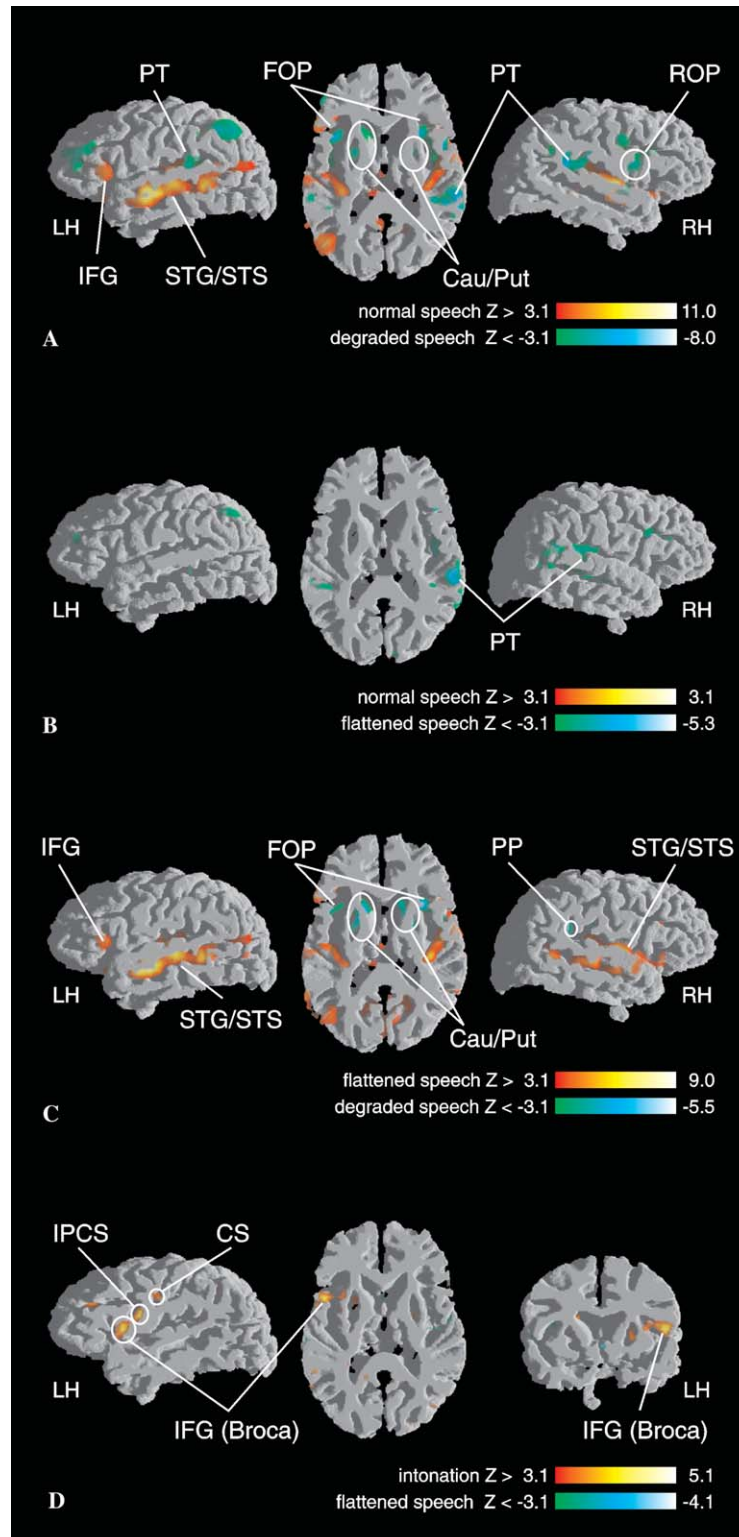 PT FOP PT ROP
LH IFG STG/STS Cau/Put RH
normal speech Z > 3.1 11.0
A degraded speech Z < -3.1 -8.0
LH PT RH
normal speech Z > 3.1 3.1
B flattened speech Z < -3.1 -5.3
IFG FOP PP STG/STS
LH STG/STS Cau/Put RH
flattened speech Z > 3.1 9.0
C degraded speech Z < -3.1 -5.5
IPCS CS
LH IFG (Broca) LH IFG (Broca)
intonation Z > 3.1 5.1
D flattened speech Z < -3.1 -4.1